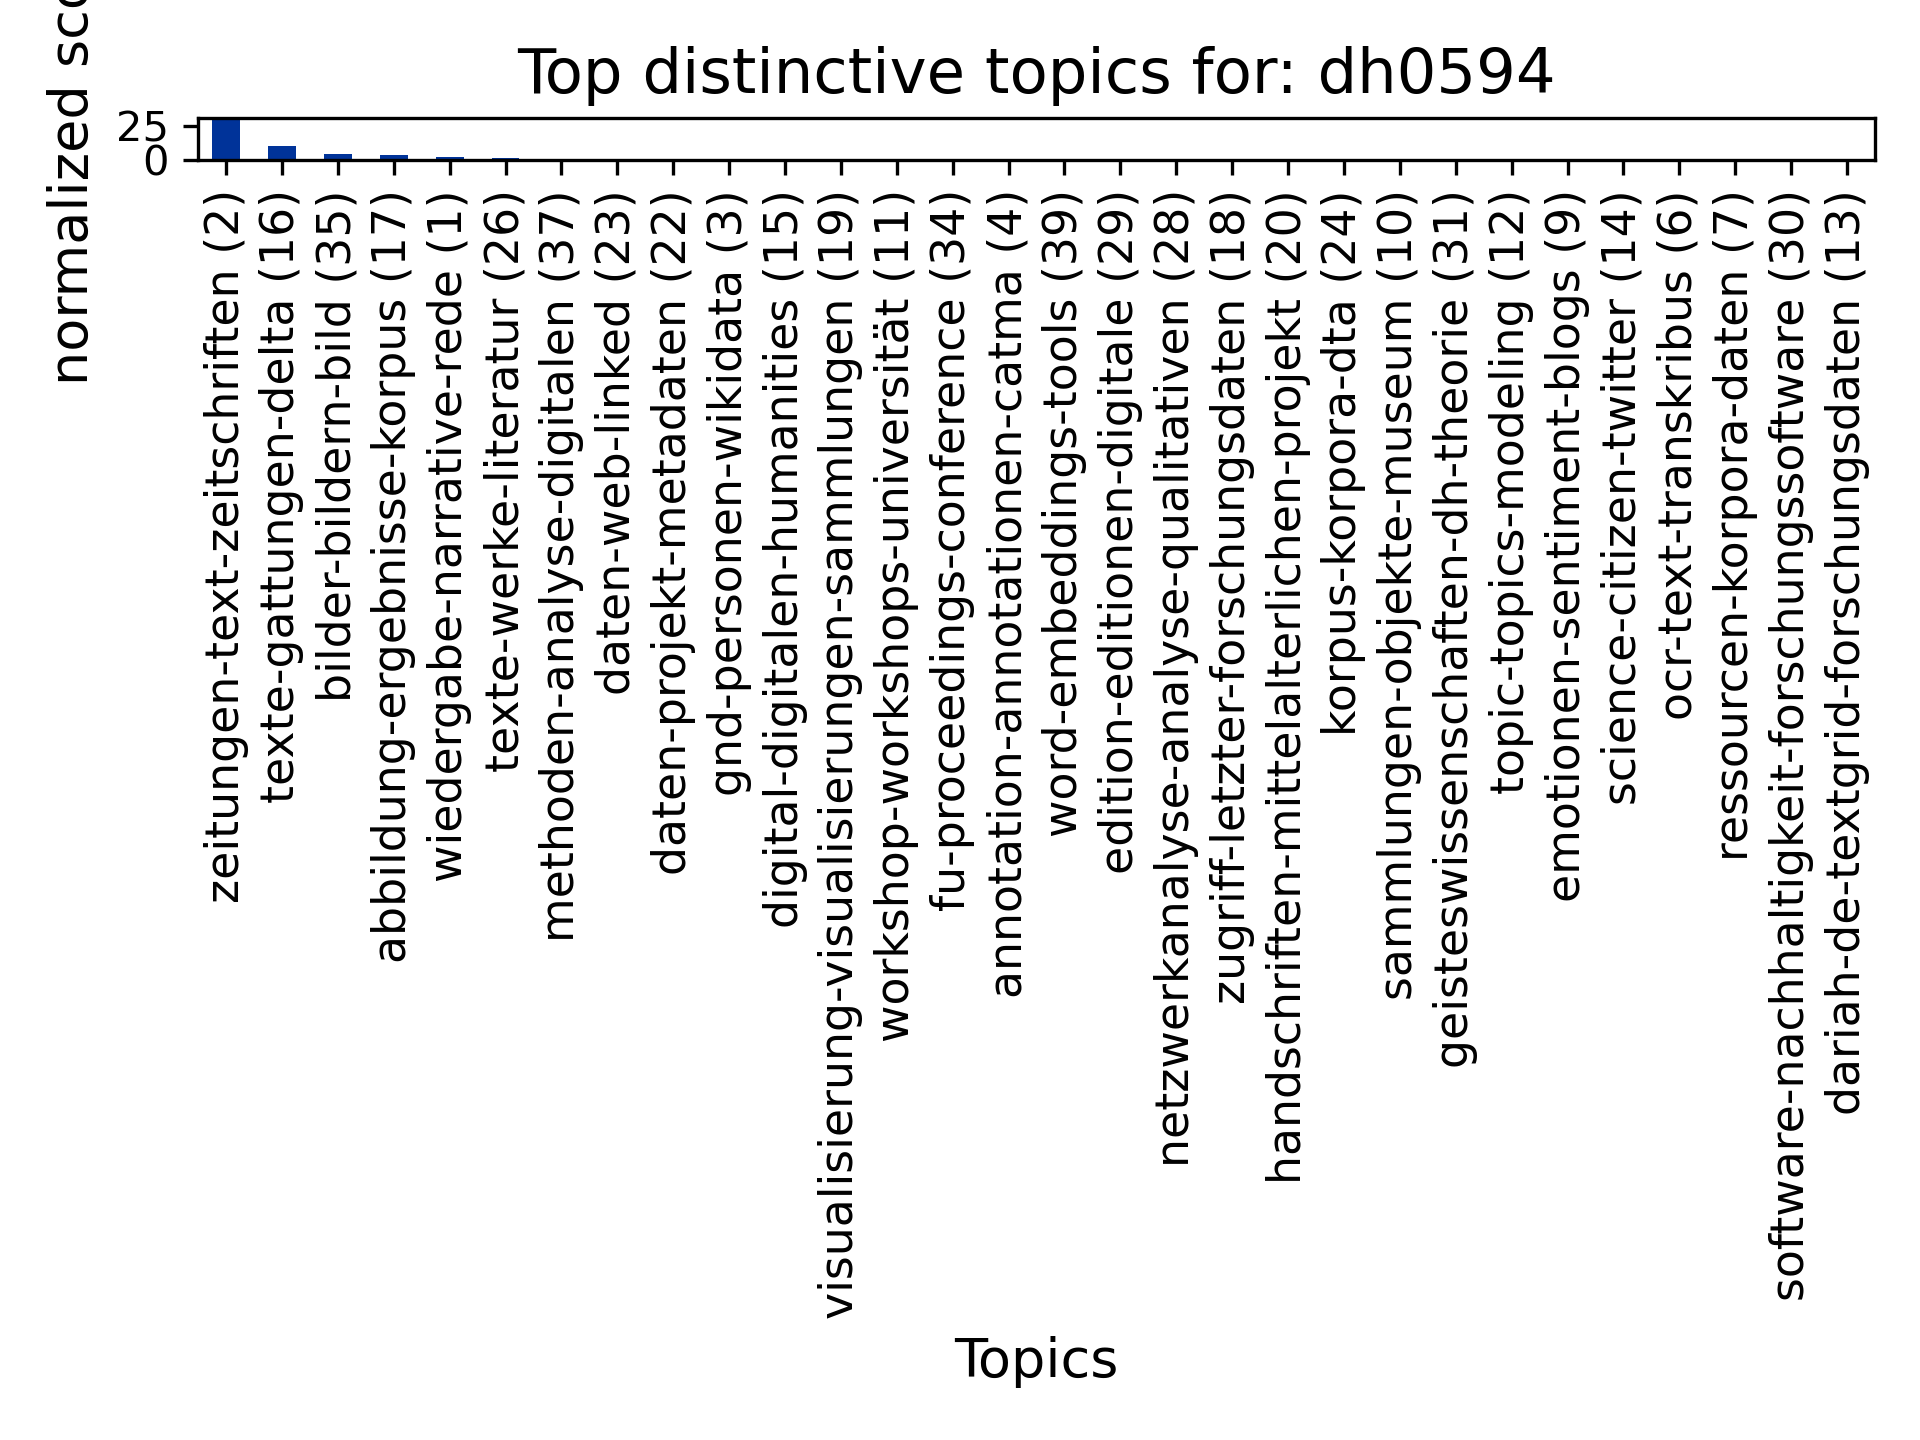 Top distinctive topics for: dh0594
normalized
25
0
zeitungen-text-zeitschriften (2)
texte-gattungen-delta (16)
bilder-bildern-bild (35)
abbildung-ergebnisse-korpus (17)
wiedergabe-narrative-rede (1)
texte-werke-literatur (26)
methoden-analyse-digitalen (37)
daten-web-linked (23)
daten-projekt-metadaten (22)
gnd-personen-wikidata (3)
digital-digitalen-humanities (15)
visualisierung-visualisierungen-sammlungen (19)
workshop-workshops-universität (11)
fu-proceedings-conference (34)
annotation-annotationen-catma (4)
word-embeddings-tools (39)
edition-editionen-digitale (29)
netzwerkanalyse-analyse-qualitativen (28)
zugriff-letzter-forschungsdaten (18)
handschriften-mittelalterlichen-projekt (20)
korpus-korpora-dta (24)
sammlungen-objekte-museum (10)
geisteswissenschaften-dh-theorie (31)
topic-topics-modeling (12)
emotionen-sentiment-blogs (9)
science-citizen-twitter (14)
ocr-text-transkribus (6)
ressourcen-korpora-daten (7)
software-nachhaltigkeit-forschungssoftware (30)
dariah-de-textgrid-forschungsdaten (13)
Topics